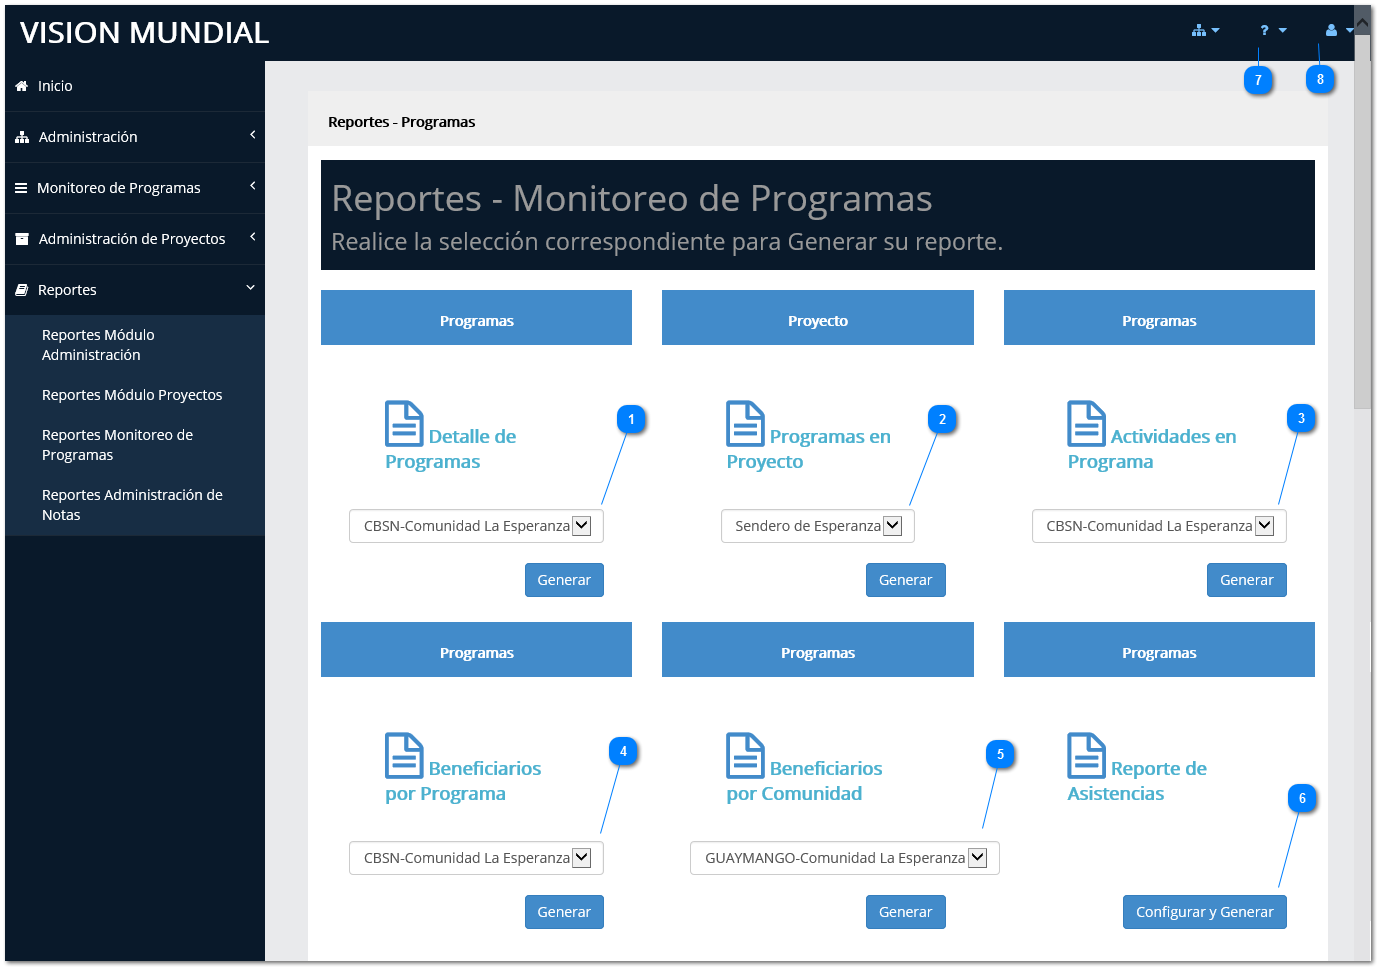 VISION MUNDIAL
?
7
8
Inicio
Administración
Monitoreo de Programas
Administración de Proyectos
Reportes
Reportes Módulo
Administración
Reportes Módulo Proyectos
Reportes Monitoreo de
Programas
Reportes Administración de
Notas
Reportes - Programas
Reportes - Monitoreo de Programas
Realice la selección correspondiente para Generar su reporte.
Programas
Detalle de
Programas
1
CBSN-Comunidad La Esperanza
Generar
Proyecto
Programas en
Proyecto
2
Sendero de Esperanza
Generar
Programas
Actividades en
Programa
3
CBSN-Comunidad La Esperanza
Generar
Programas
Beneficiarios
por Programa
4
CBSN-Comunidad La Esperanza
Generar
Programas
Beneficiarios
por Comunidad
5
GUAYMANGO-Comunidad La Esperanza
Generar
Programas
Reporte de
Asistencias
6
Configurar y Generar